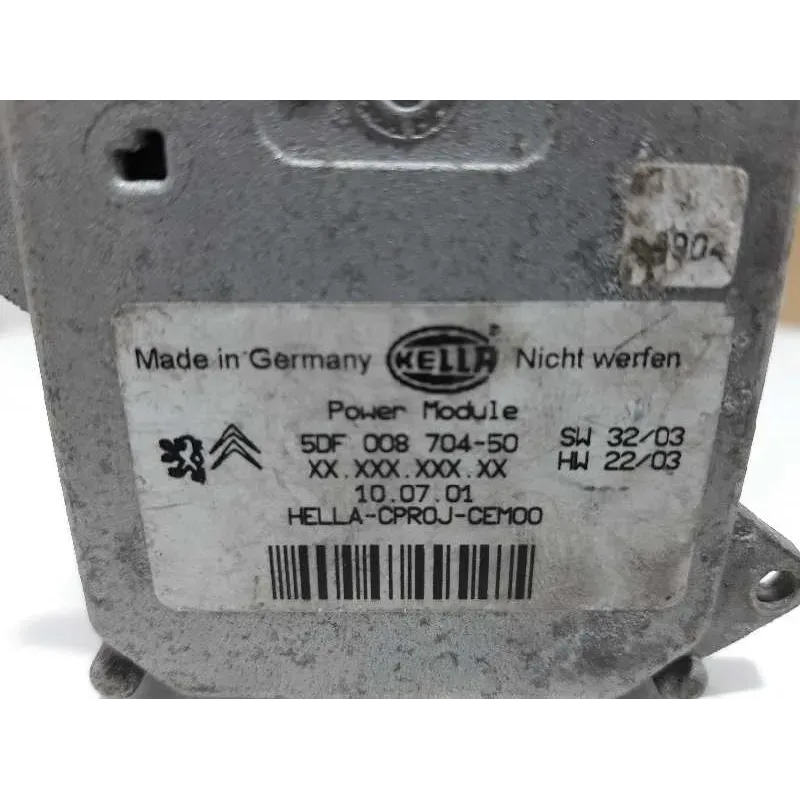 Made in Germany HELLA® Nicht werfen
Power Module
5DF 008 704-50 SW 32/03
XX.XXX.XXX.XX HW 22/03
10.07.01
HELLA-CPROJ-CEM00